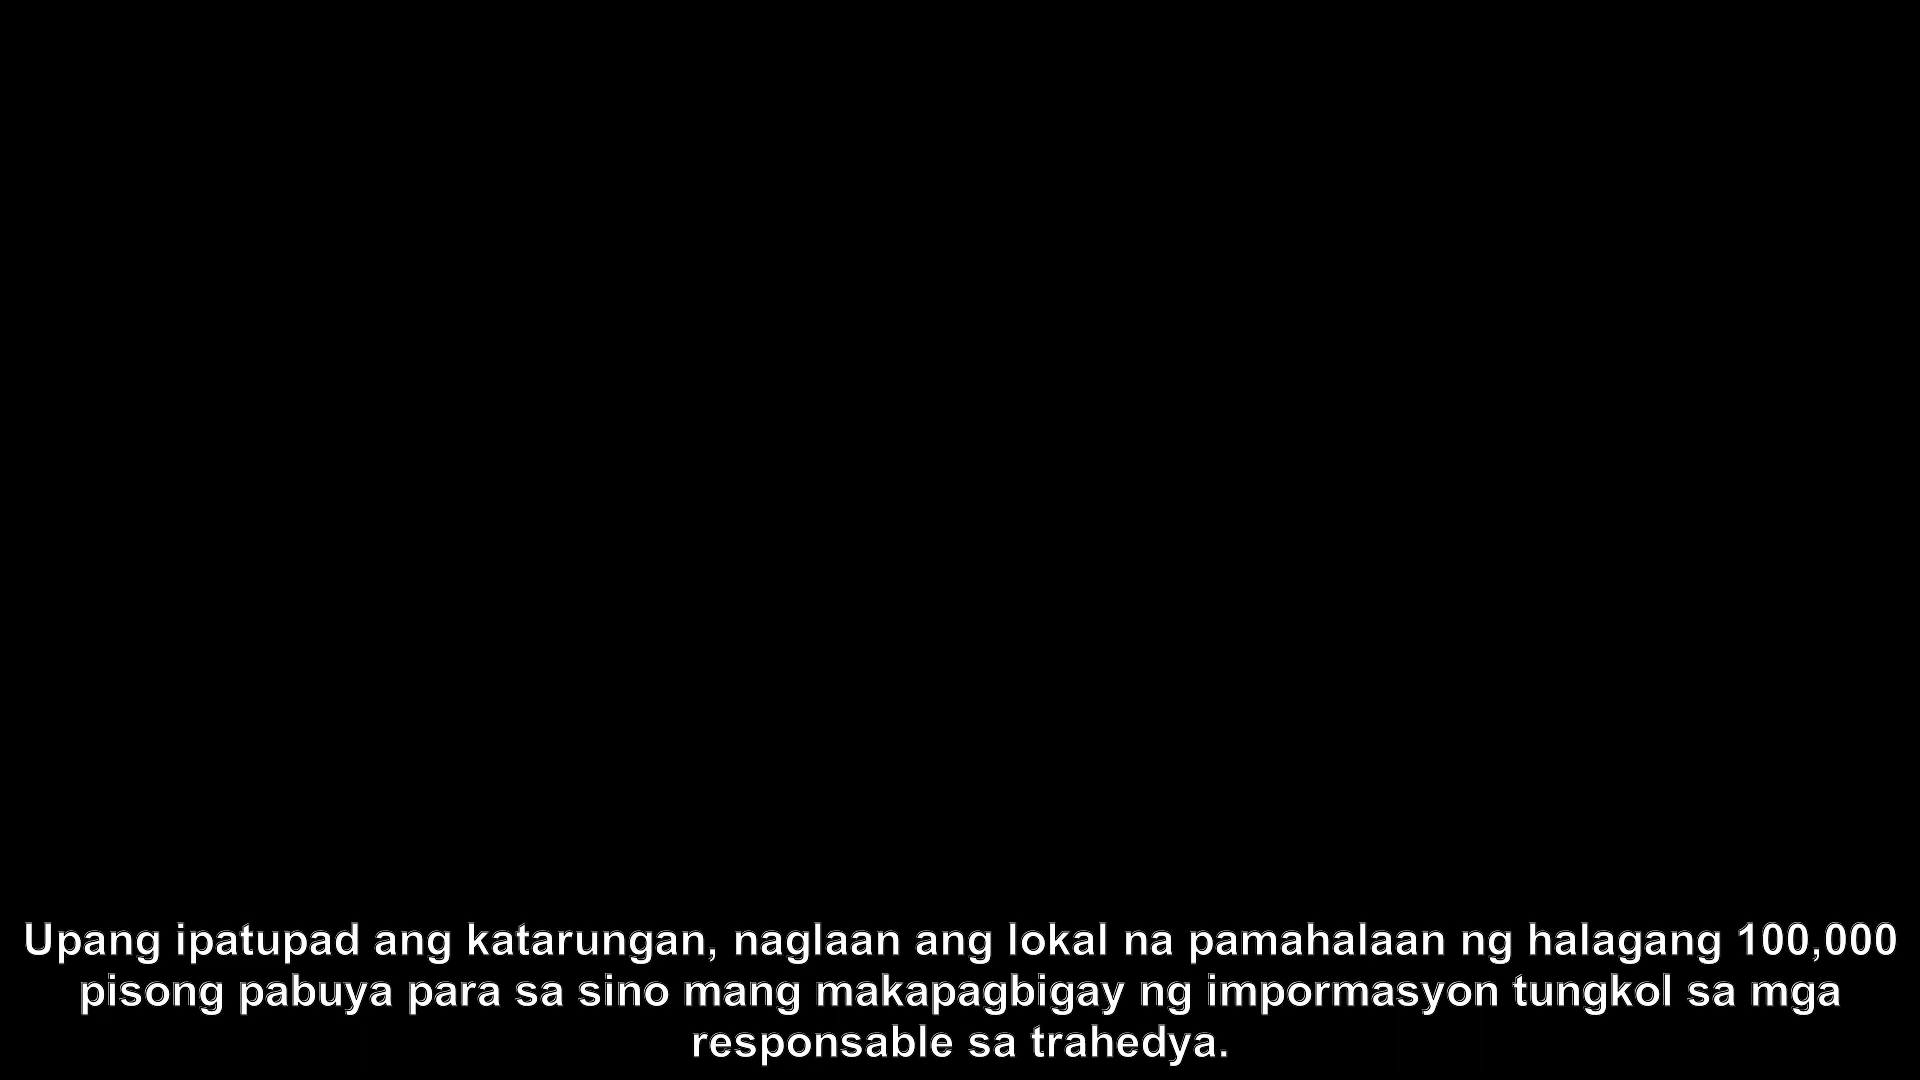 Upang ipatupad ang katarungan, naglaan ang lokal na pamahalaan ng halagang 100,000
pisong pabuya para sa sino mang makapagbigay ng impormasyon tungkol sa mga
responsable sa trahedya.